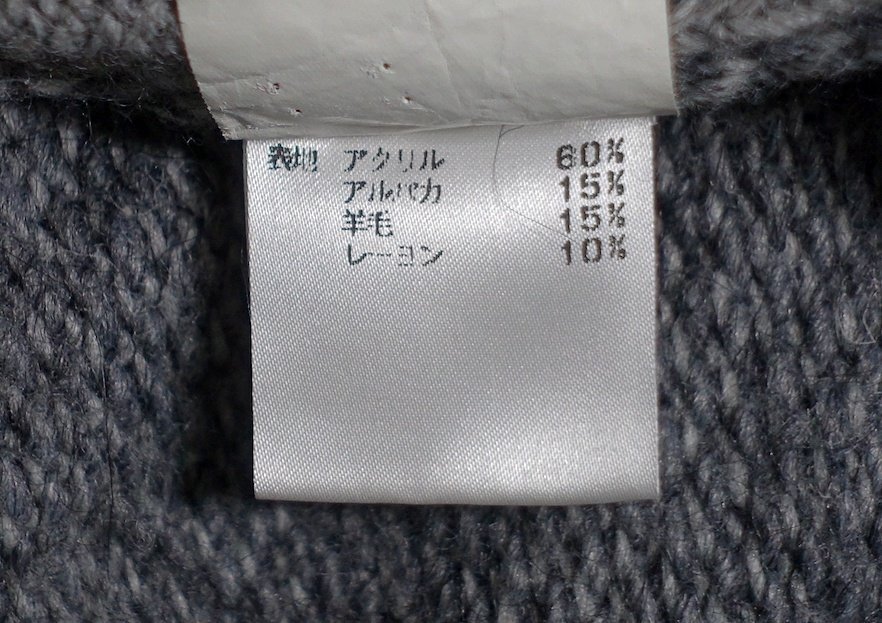 表地 アクリル 60%
アルパカ 15%
羊毛 15%
レーヨン 10%